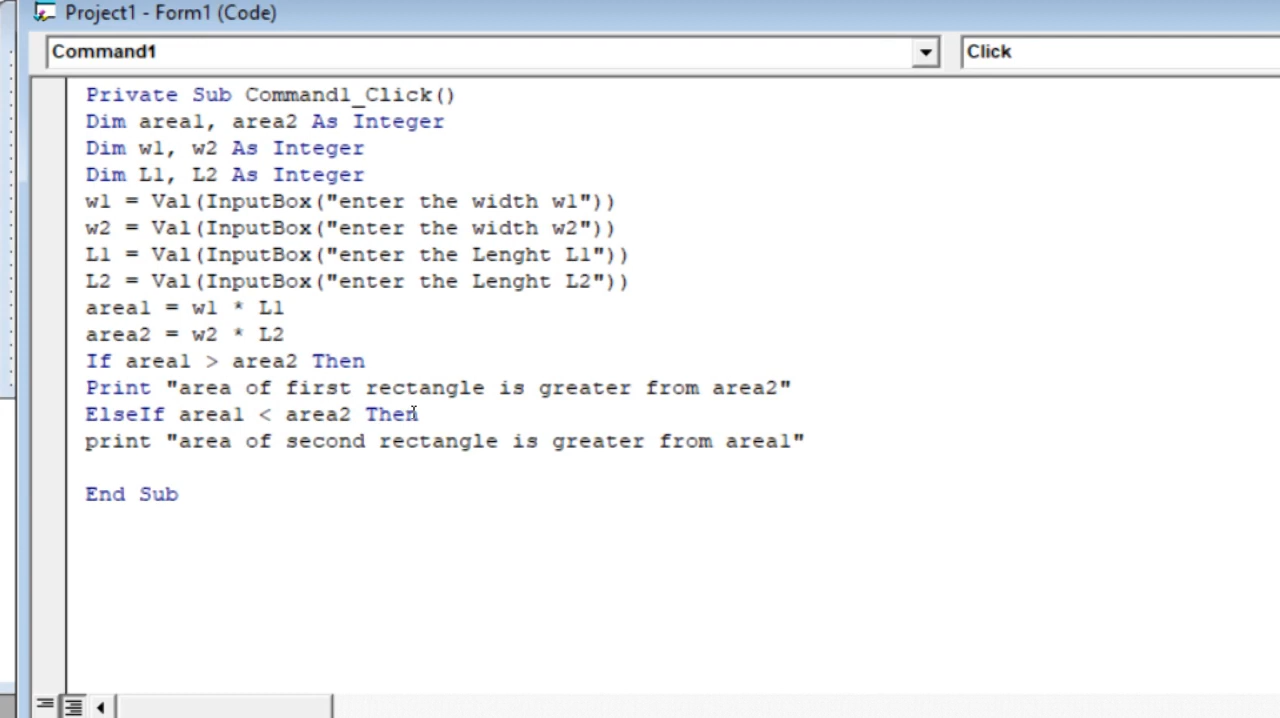 Project1 - Form1 (Code)
Command1
Click
Private Sub Command1_Click()
Dim area1, area2 As Integer
Dim w1, w2 As Integer
Dim L1, L2 As Integer
w1 = Val(InputBox("enter the width w1"))
w2 = Val(InputBox("enter the width w2"))
L1 = Val(InputBox("enter the Lenght L1"))
L2 = Val(InputBox("enter the Lenght L2"))
area1 = w1 * L1
area2 = w2 * L2
If area1 > area2 Then
Print "area of first rectangle is greater from area2"
ElseIf area1 < area2 Then
print "area of second rectangle is greater from area1"
End Sub